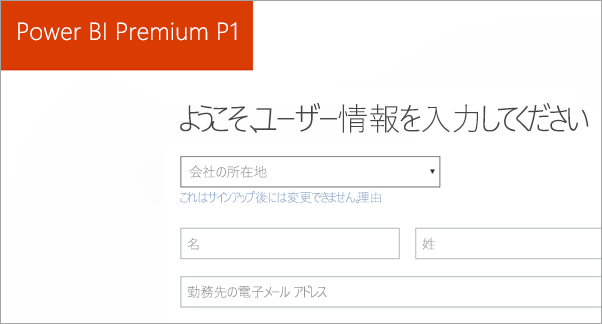 Power BI Premium P1
ようこそ、ユーザー情報を入力してください
会社の所在地
これはサインアップ後には変更できません。理由
名
姓
勤務先の電子メール アドレス